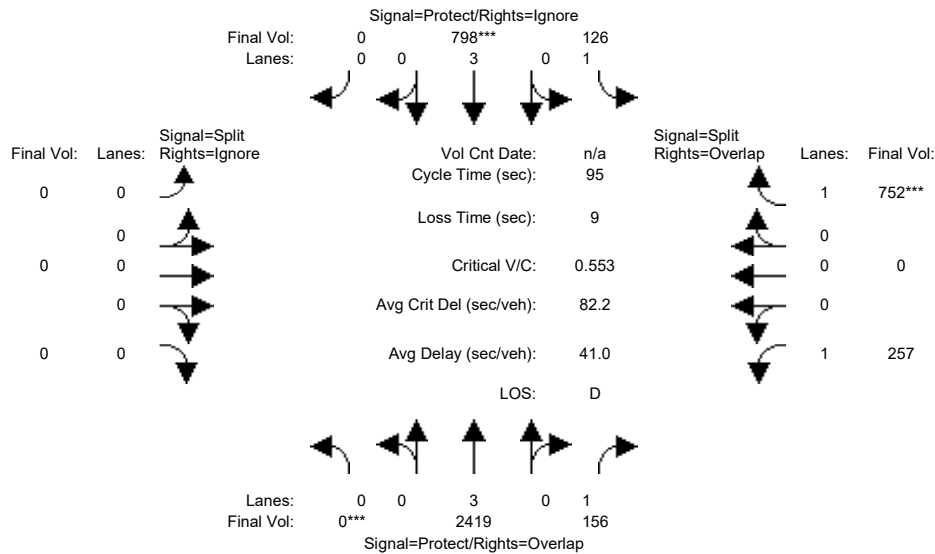 Signal=Protect/Rights=Ignore
Final Vol: 0 798*** 126
Lanes: 0 0 3 0 1
Signal=Split Signal=Split
Final Vol: Lanes: Rights=Ignore Vol Cnt Date: n/a Rights=Overlap Lanes: Final Vol:
Cycle Time (sec): 95
0 0 1 752***
Loss Time (sec): 9
0 0
0 0 Critical V/C: 0.553 0 0
0 Avg Crit Del (sec/veh): 82.2 0
0 0 Avg Delay (sec/veh): 41.0 1 257
LOS: D
Lanes: 0 0 3 0 1
Final Vol: 0*** 2419 156
Signal=Protect/Rights=Overlap